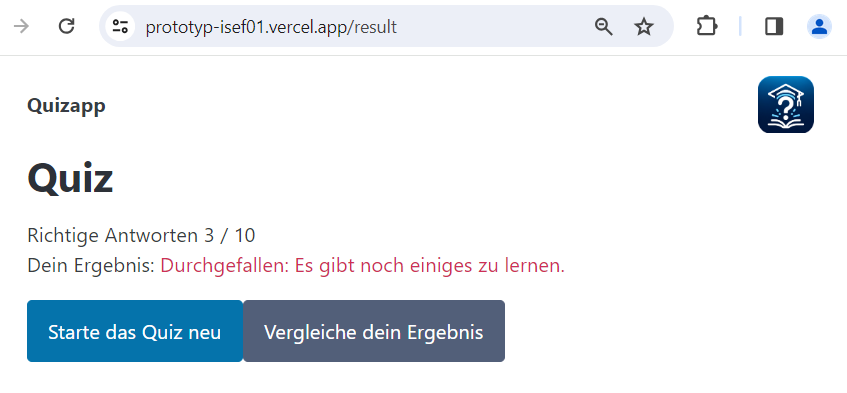 prototyp-isef01.vercel.app/result
Quizapp
?
Quiz
Richtige Antworten 3 / 10
Dein Ergebnis: Durchgefallen: Es gibt noch einiges zu lernen.
Starte das Quiz neu Vergleiche dein Ergebnis